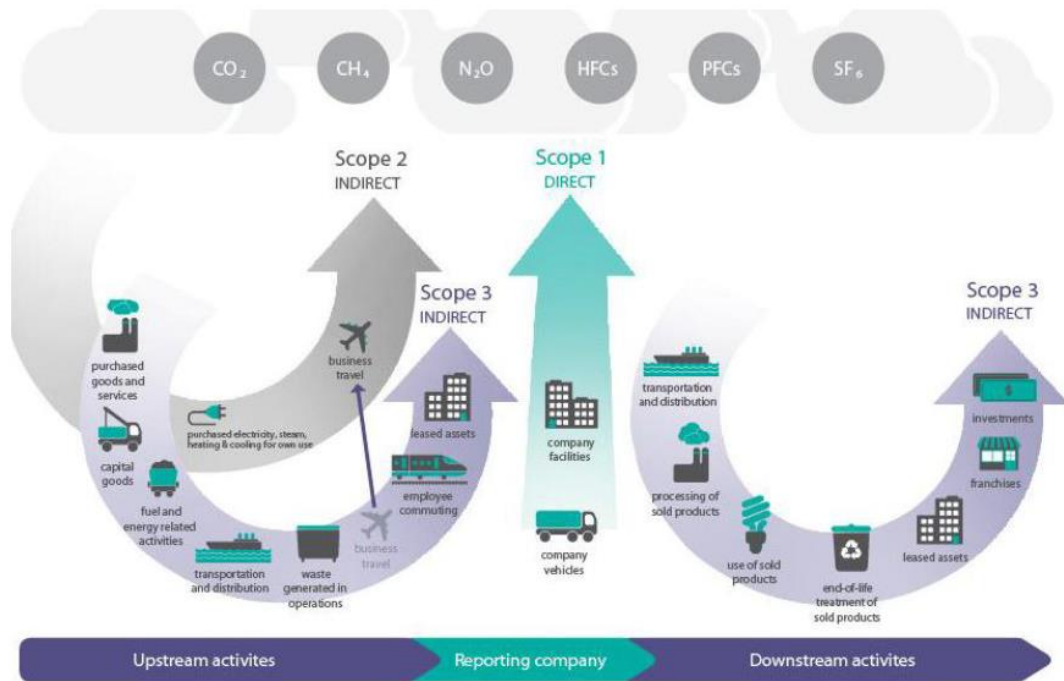 CO₂
CH₄
N₂O
HFCs
PFCs
SF₆
Scope 2
INDIRECT
Scope 1
DIRECT
Scope 3
INDIRECT
Scope 3
INDIRECT
purchased
goods and
services
capital
goods
fuel and
energy related
activities
purchased electricity, steam,
heating & cooling for own use
transportation
and distribution
waste
generated in
operations
business
travel
business
travel
employee
commuting
leased assets
company
facilities
company
vehicles
transportation
and distribution
processing of
sold products
use of sold
products
end-of-life
treatment of
sold products
leased assets
franchises
investments
$
Upstream activites
Reporting company
Downstream activites